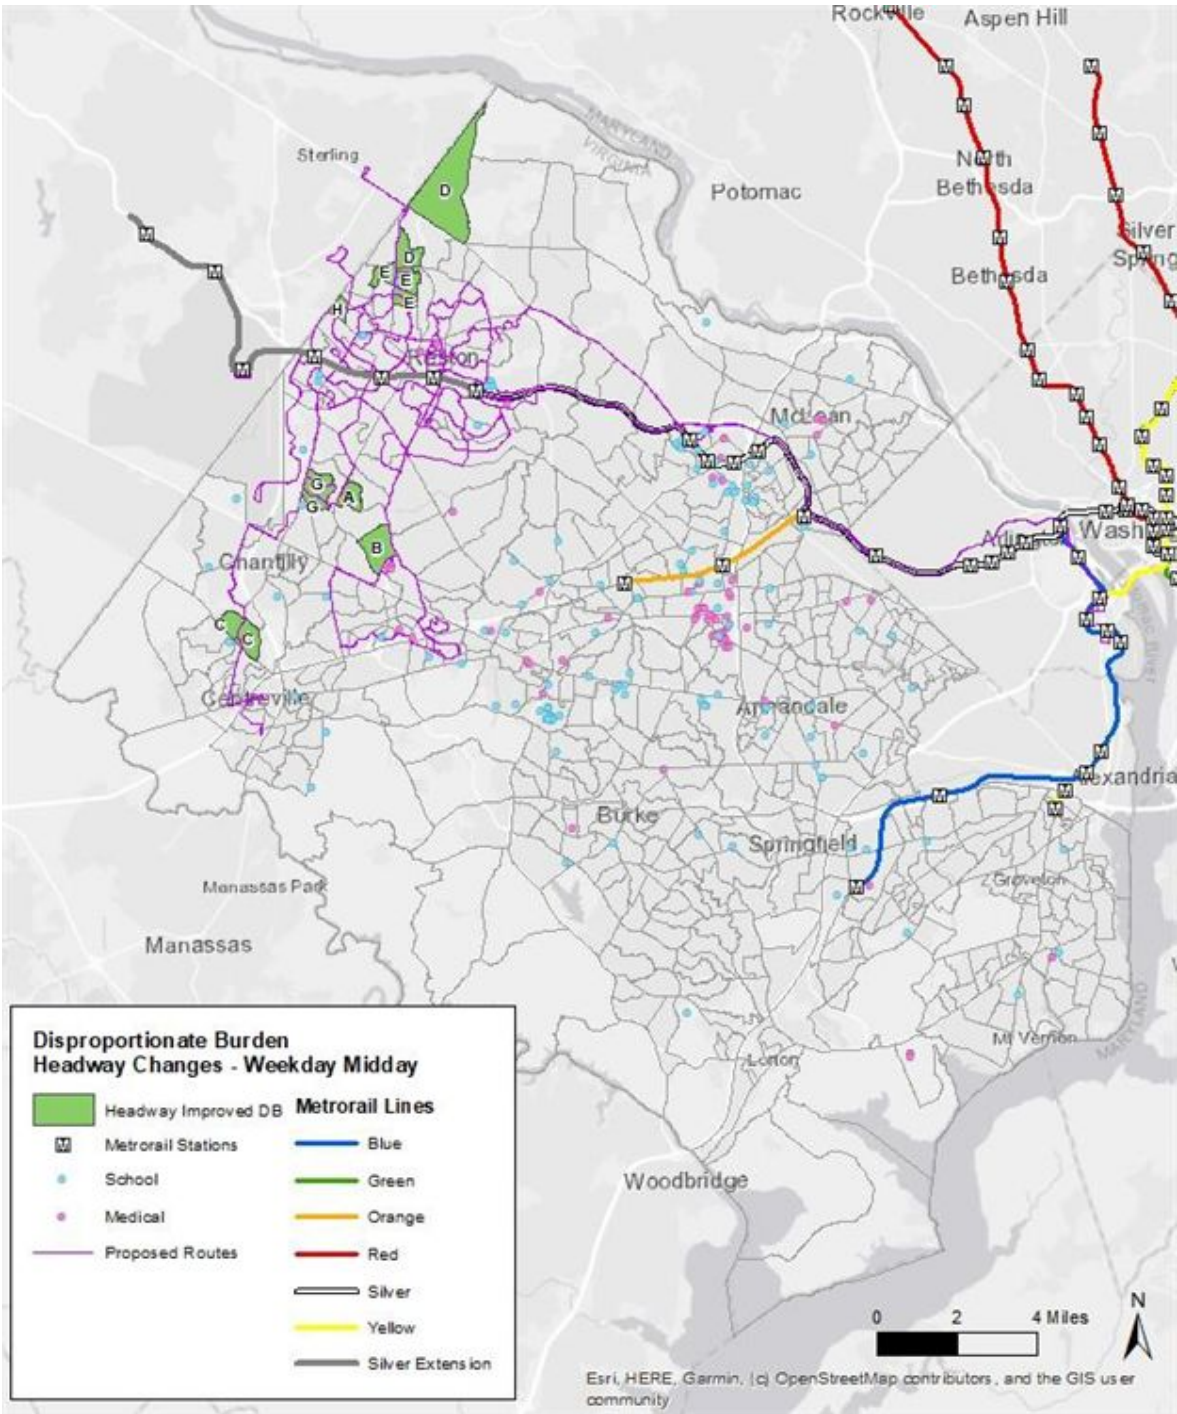 Rockville
Aspen Hill
MARYLAND
VIRGINIA
Sterling
North
Bethesda
Potomac
D
Silver
Spring
D
E
E
E
Bethesda
H
Reston
McLean
G
A
G
B
Arlington
Wash
Chantilly
C
C
Centreville
Annandale
Alexandria
Burke
Springfield
Manassas Park
Groveton
Manassas
Mt Vernon
MARYLAND
Lorton
Woodbridge
Disproportionate Burden
Headway Changes - Weekday Midday
Headway Improved DB
M Metrorail Stations
School
Medical
Proposed Routes
Metrorail Lines
Blue
Green
Orange
Red
Silver
Yellow
Silver Extension
0 2 4 Miles
N
Esri, HERE, Garmin, (c) OpenStreetMap contributors, and the GIS user
community